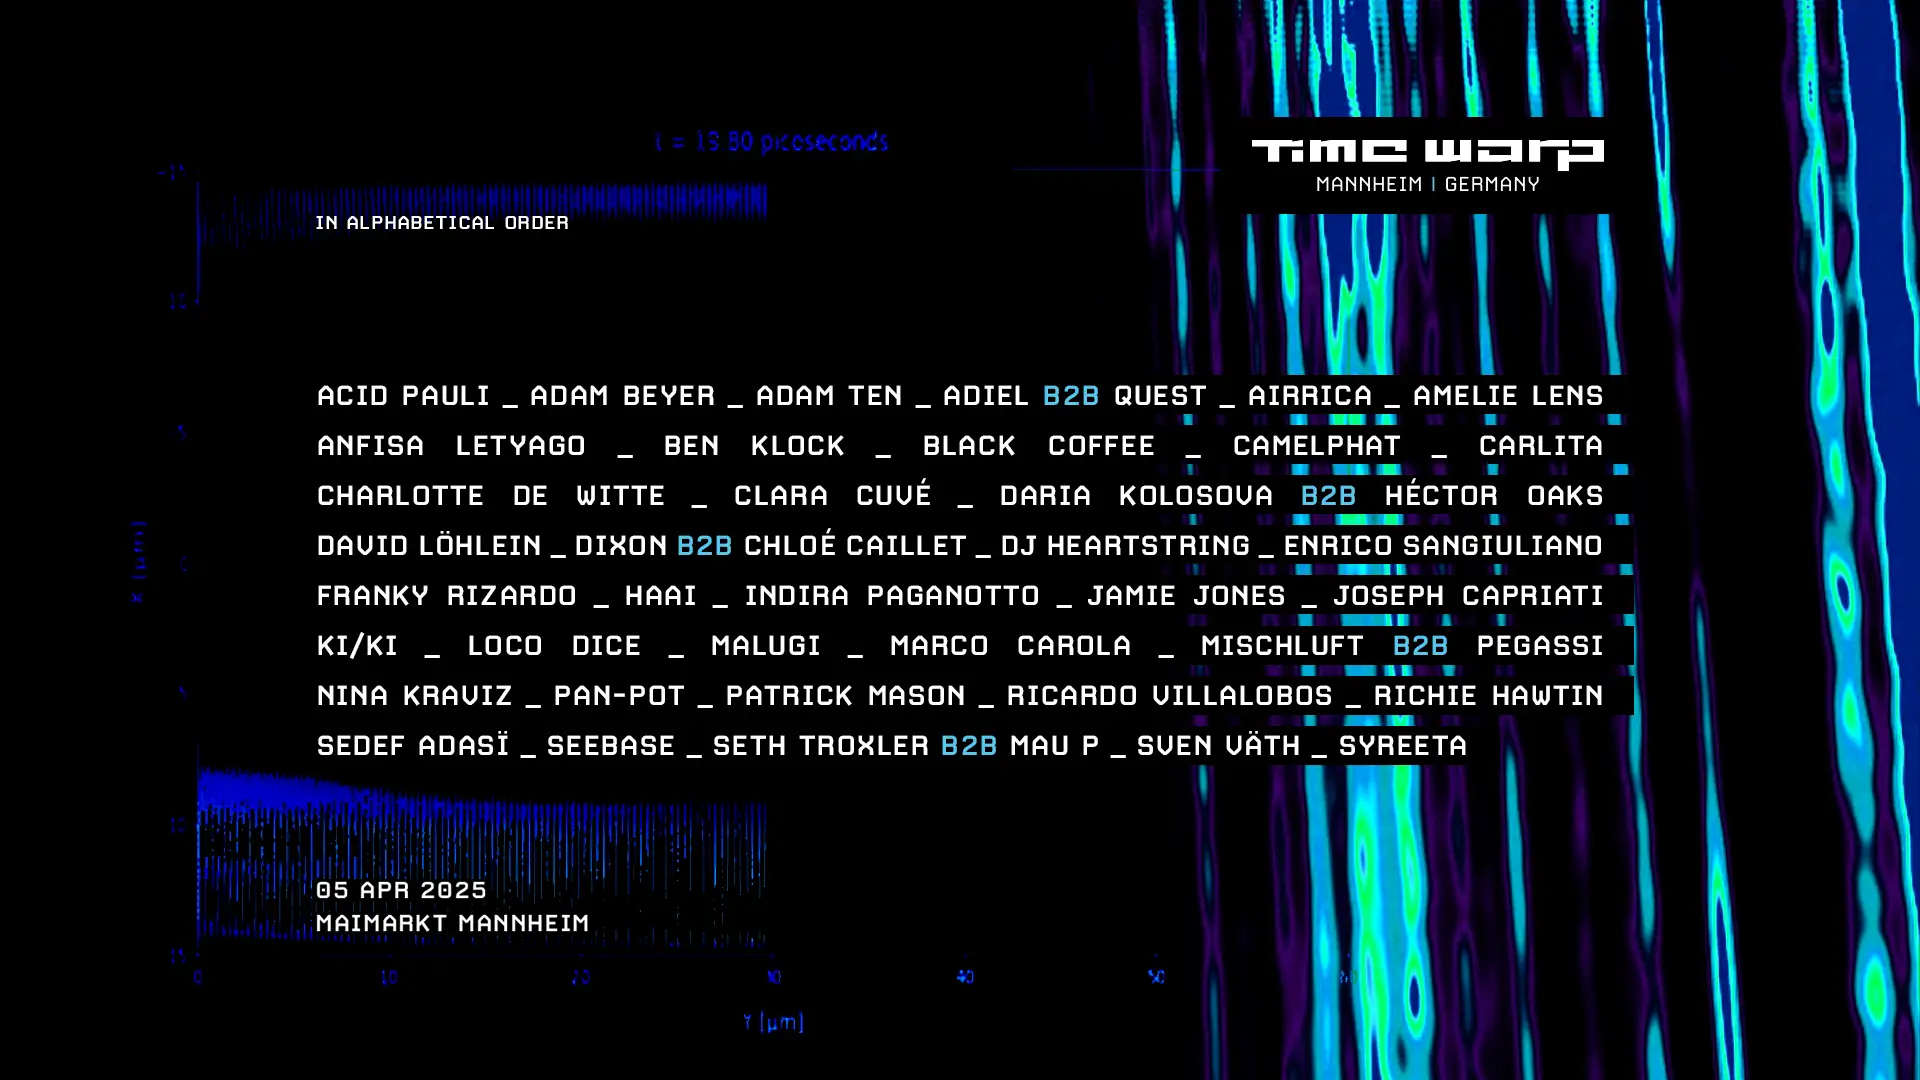 t = 19.80 picoseconds
TIME WARP
MANNHEIM | GERMANY
IN ALPHABETICAL ORDER
ACID PAULI _ ADAM BEYER _ ADAM TEN _ ADIEL B2B QUEST _ AIRRICA _ AMELIE LENS
ANFISA LETYAGO _ BEN KLOCK _ BLACK COFFEE _ CAMELPHAT _ CARLITA
CHARLOTTE DE WITTE _ CLARA CUVÉ _ DARIA KOLOSOVA B2B HÉCTOR OAKS
DAVID LÖHLEIN _ DIXON B2B CHLOÉ CAILLET _ DJ HEARTSTRING _ ENRICO SANGIULIANO
FRANKY RIZARDO _ HAAI _ INDIRA PAGANOTTO _ JAMIE JONES _ JOSEPH CAPRIATI
KI/KI _ LOCO DICE _ MALUGI _ MARCO CAROLA _ MISCHLUFT B2B PEGASSI
NINA KRAVIZ _ PAN-POT _ PATRICK MASON _ RICARDO VILLALOBOS _ RICHIE HAWTIN
SEDEF ADASÏ _ SEEBASE _ SETH TROXLER B2B MAU P _ SVEN VÄTH _ SYREETA
05 APR 2025
MAIMARKT MANNHEIM
0 10 20 30 40 50
Y [μm]